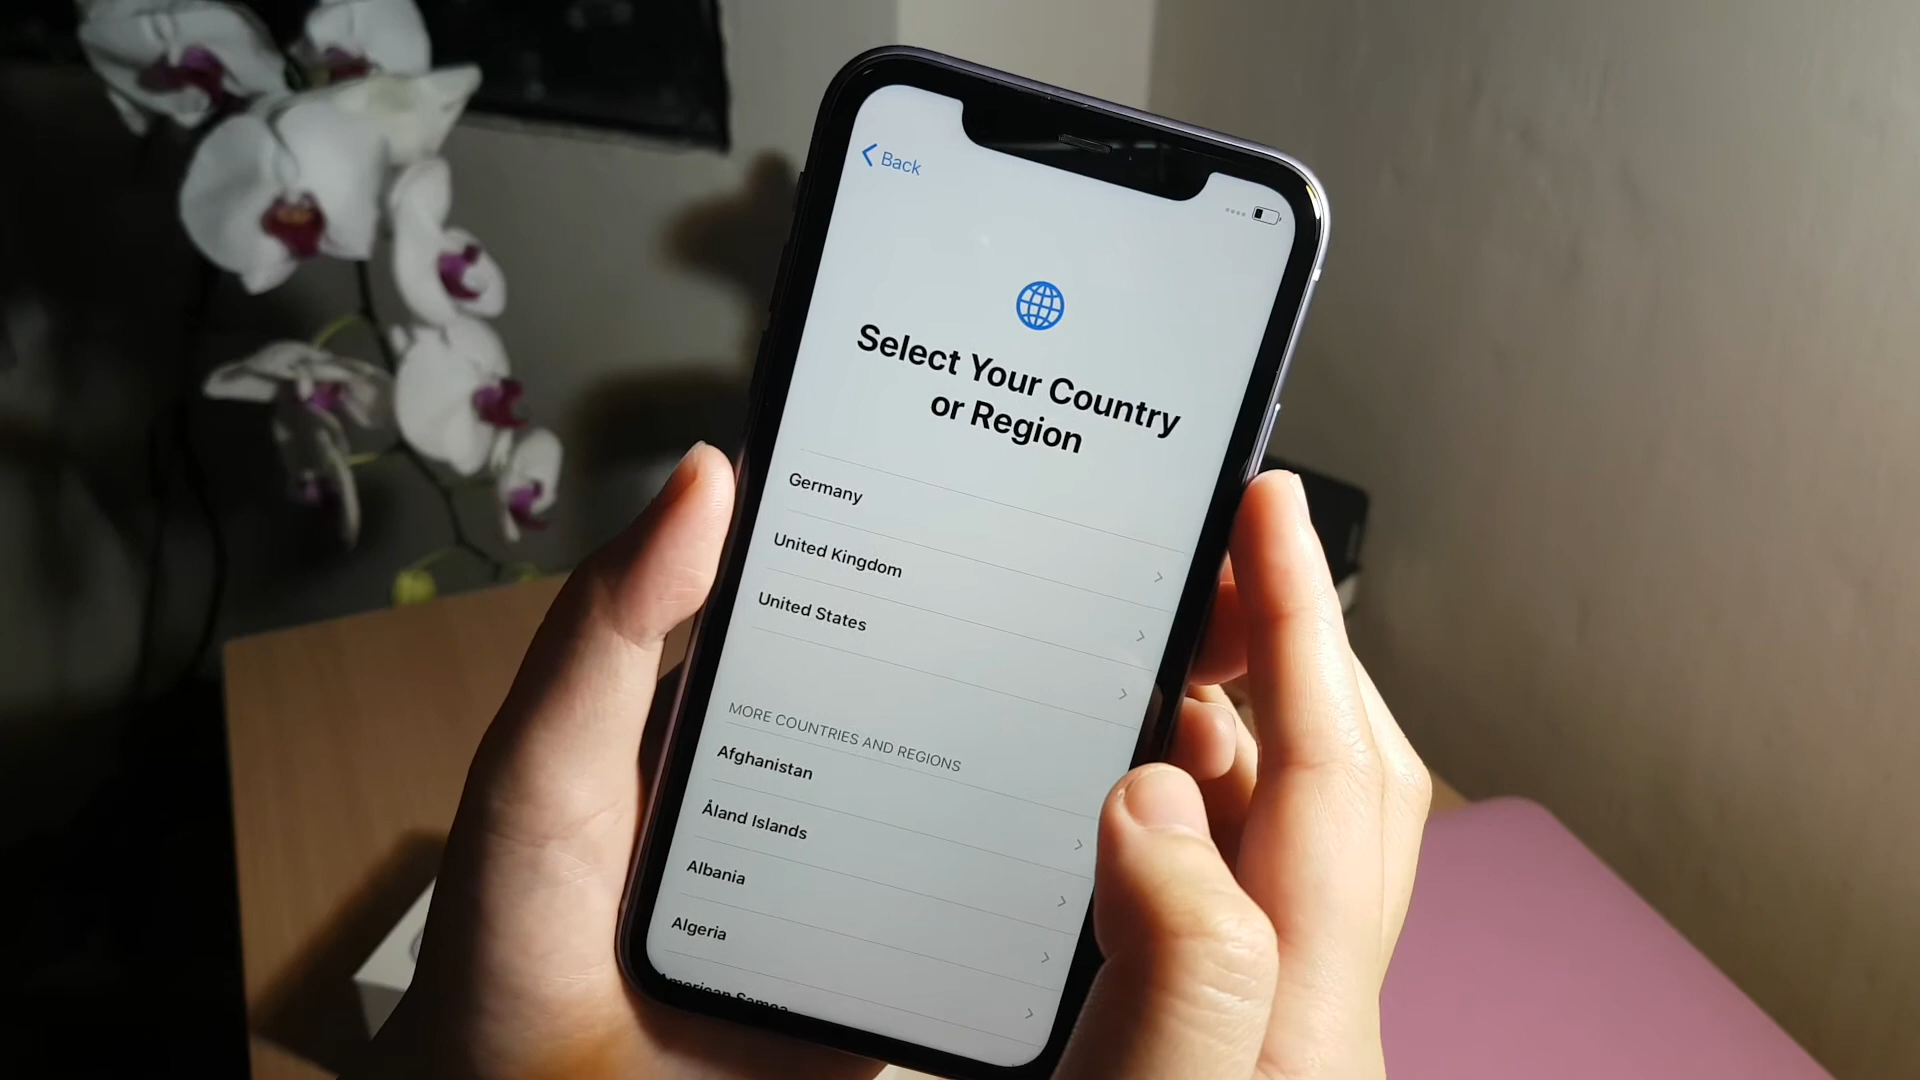 Back
Select Your Country
or Region
Germany
United Kingdom
United States
MORE COUNTRIES AND REGIONS
Afghanistan
Åland Islands
Albania
Algeria
American Samoa